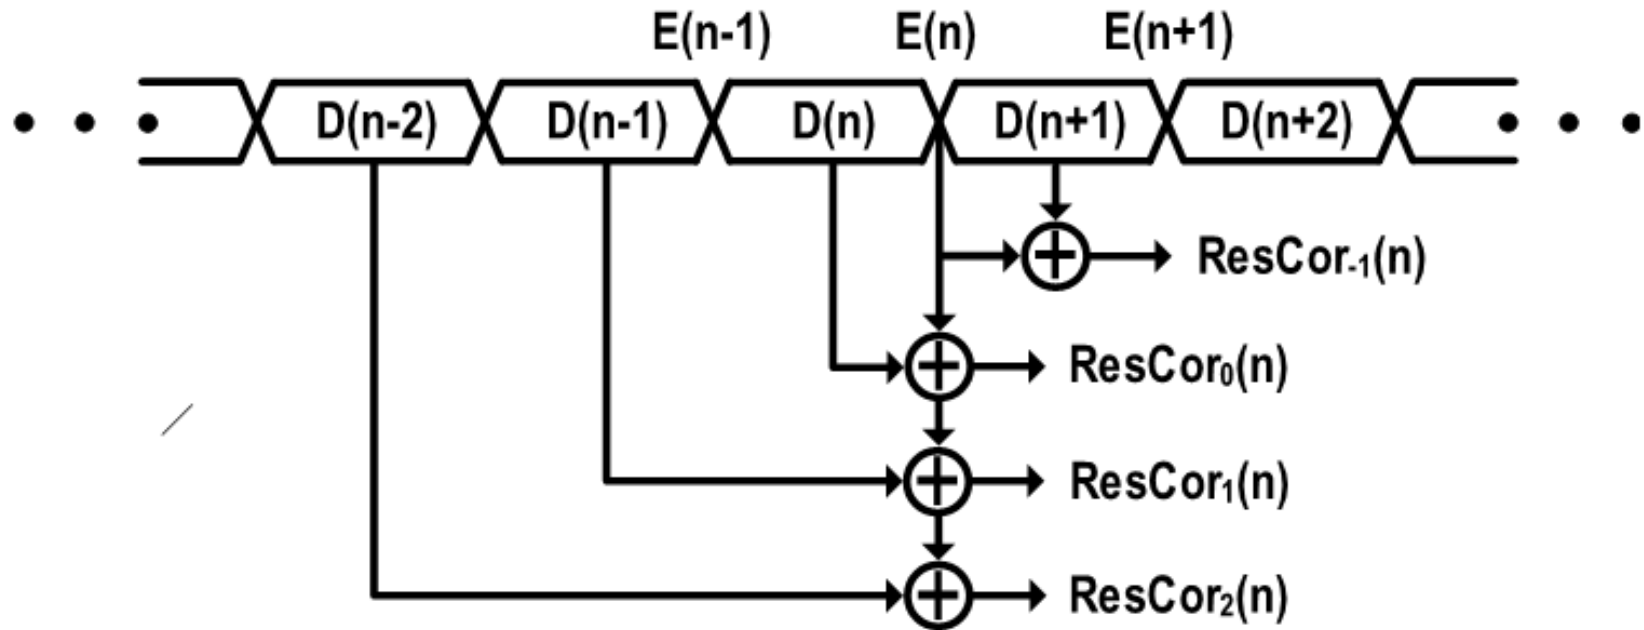 E(n-1) E(n) E(n+1)
D(n-2) D(n-1) D(n) D(n+1) D(n+2)
ResCor-1(n)
ResCor0(n)
ResCor1(n)
ResCor2(n)